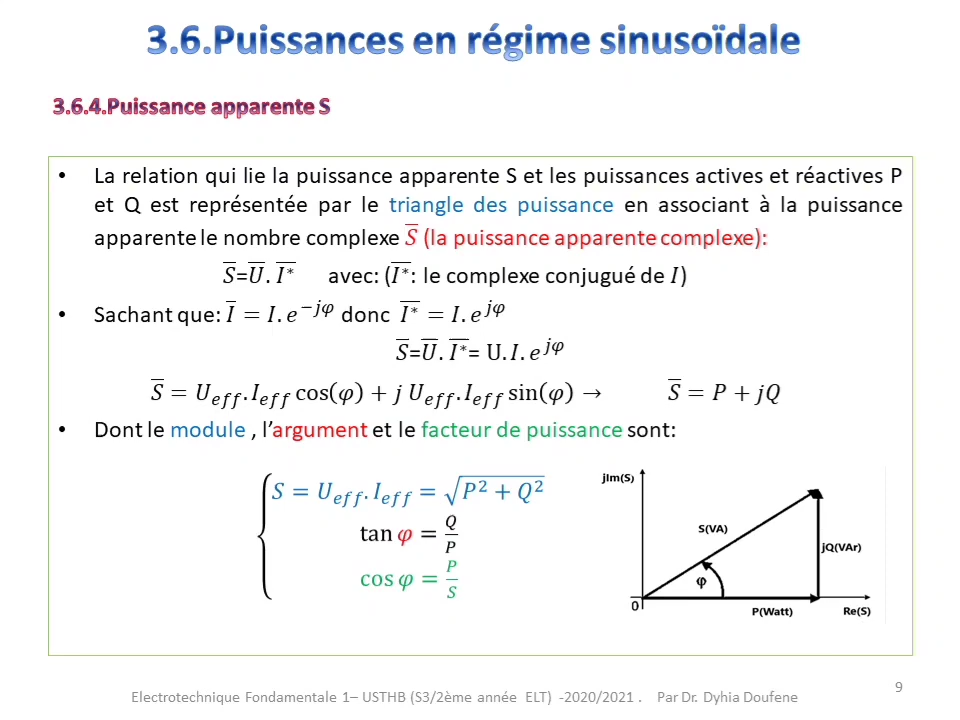 3.6.Puissances en régime sinusoïdale
3.6.4.Puissance apparente S
• La relation qui lie la puissance apparente S et les puissances actives et réactives P
et Q est représentée par le triangle des puissance en associant à la puissance
apparente le nombre complexe S̅ (la puissance apparente complexe):
S̅=U̅. I̅*̅ avec: (I̅*̅: le complexe conjugué de I)
• Sachant que: I̅ = I. e^{−jφ} donc I̅*̅ = I. e^{jφ}
S̅=U̅. I̅*̅= U. I. e^{jφ}
S̅ = U_{eff}. I_{eff} cos(φ) + j U_{eff}. I_{eff} sin(φ) → S̅ = P + jQ
• Dont le module , l’argument et le facteur de puissance sont:
S = U_{eff}. I_{eff} = √(P² + Q²)
tan φ = Q/P
cos φ = P/S
jIm(S)
S(VA)
jQ(VAr)
φ
0
P(Watt)
Re(S)
Electrotechnique Fondamentale 1– USTHB (S3/2ème année ELT) -2020/2021 . Par Dr. Dyhia Doufene
9